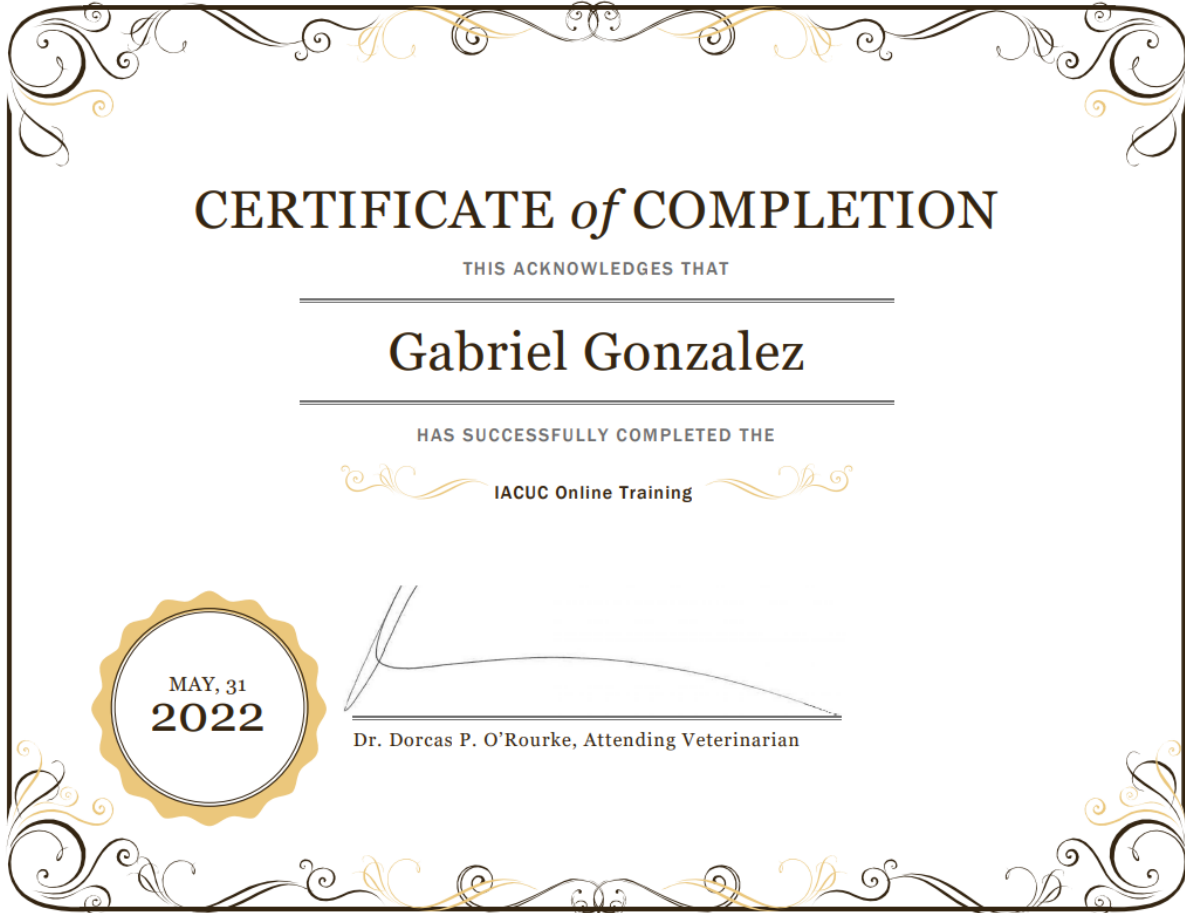 CERTIFICATE of COMPLETION
THIS ACKNOWLEDGES THAT
Gabriel Gonzalez
HAS SUCCESSFULLY COMPLETED THE
IACUC Online Training
MAY, 31
2022
Dr. Dorcas P. O'Rourke, Attending Veterinarian